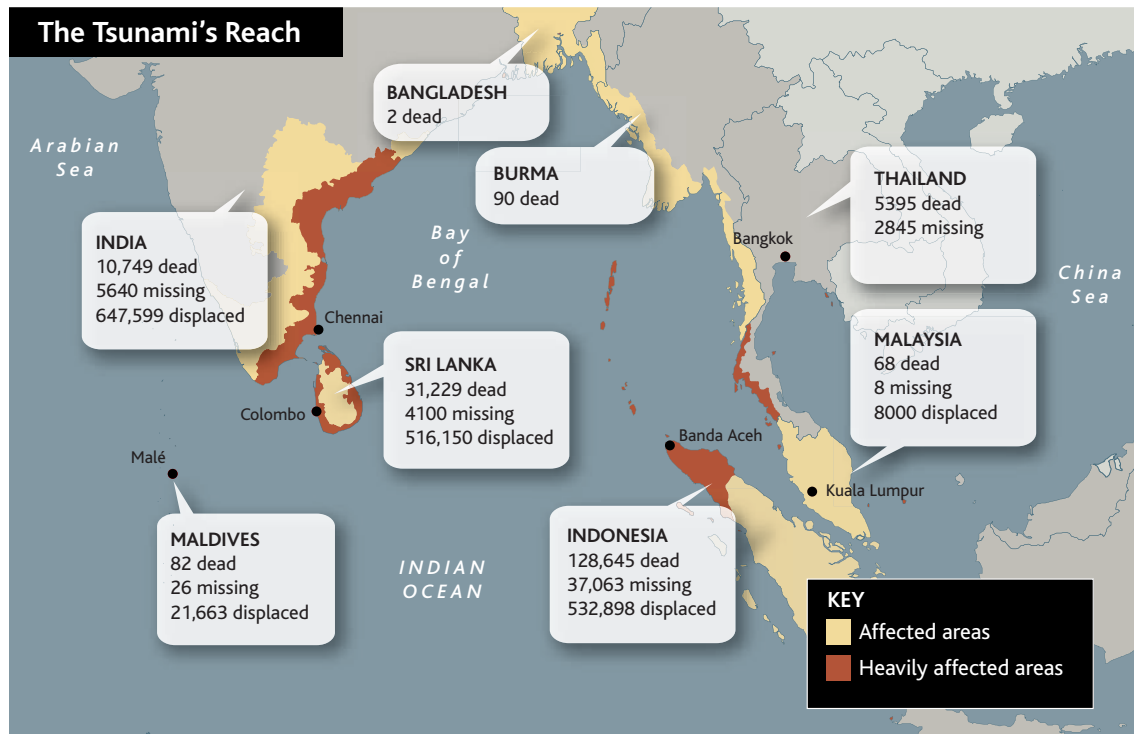 The Tsunami's Reach
BANGLADESH
2 dead
Arabian
Sea
BURMA
90 dead
THAILAND
5395 dead
2845 missing
INDIA
10,749 dead
5640 missing
647,599 displaced
Bay
of
Bengal
Bangkok
China
Sea
Chennai
SRI LANKA
31,229 dead
4100 missing
516,150 displaced
MALAYSIA
68 dead
8 missing
8000 displaced
Colombo
Banda Aceh
Malé
Kuala Lumpur
MALDIVES
82 dead
26 missing
21,663 displaced
INDIAN
OCEAN
INDONESIA
128,645 dead
37,063 missing
532,898 displaced
KEY
Affected areas
Heavily affected areas